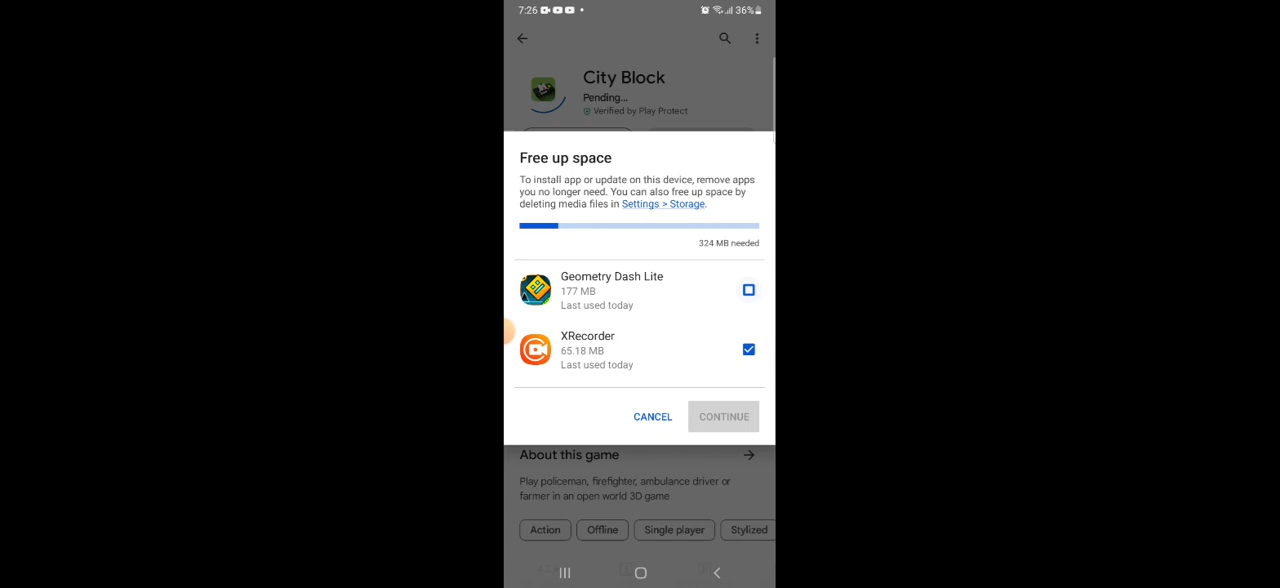 7:26
36%
City Block
Pending...
Verified by Play Protect
Free up space
To install app or update on this device, remove apps
you no longer need. You can also free up space by
deleting media files in Settings > Storage.
324 MB needed
Geometry Dash Lite
177 MB
Last used today
XRecorder
65.18 MB
Last used today
CANCEL
CONTINUE
About this game
Play policeman, firefighter, ambulance driver or
farmer in an open world 3D game
Action
Offline
Single player
Stylized